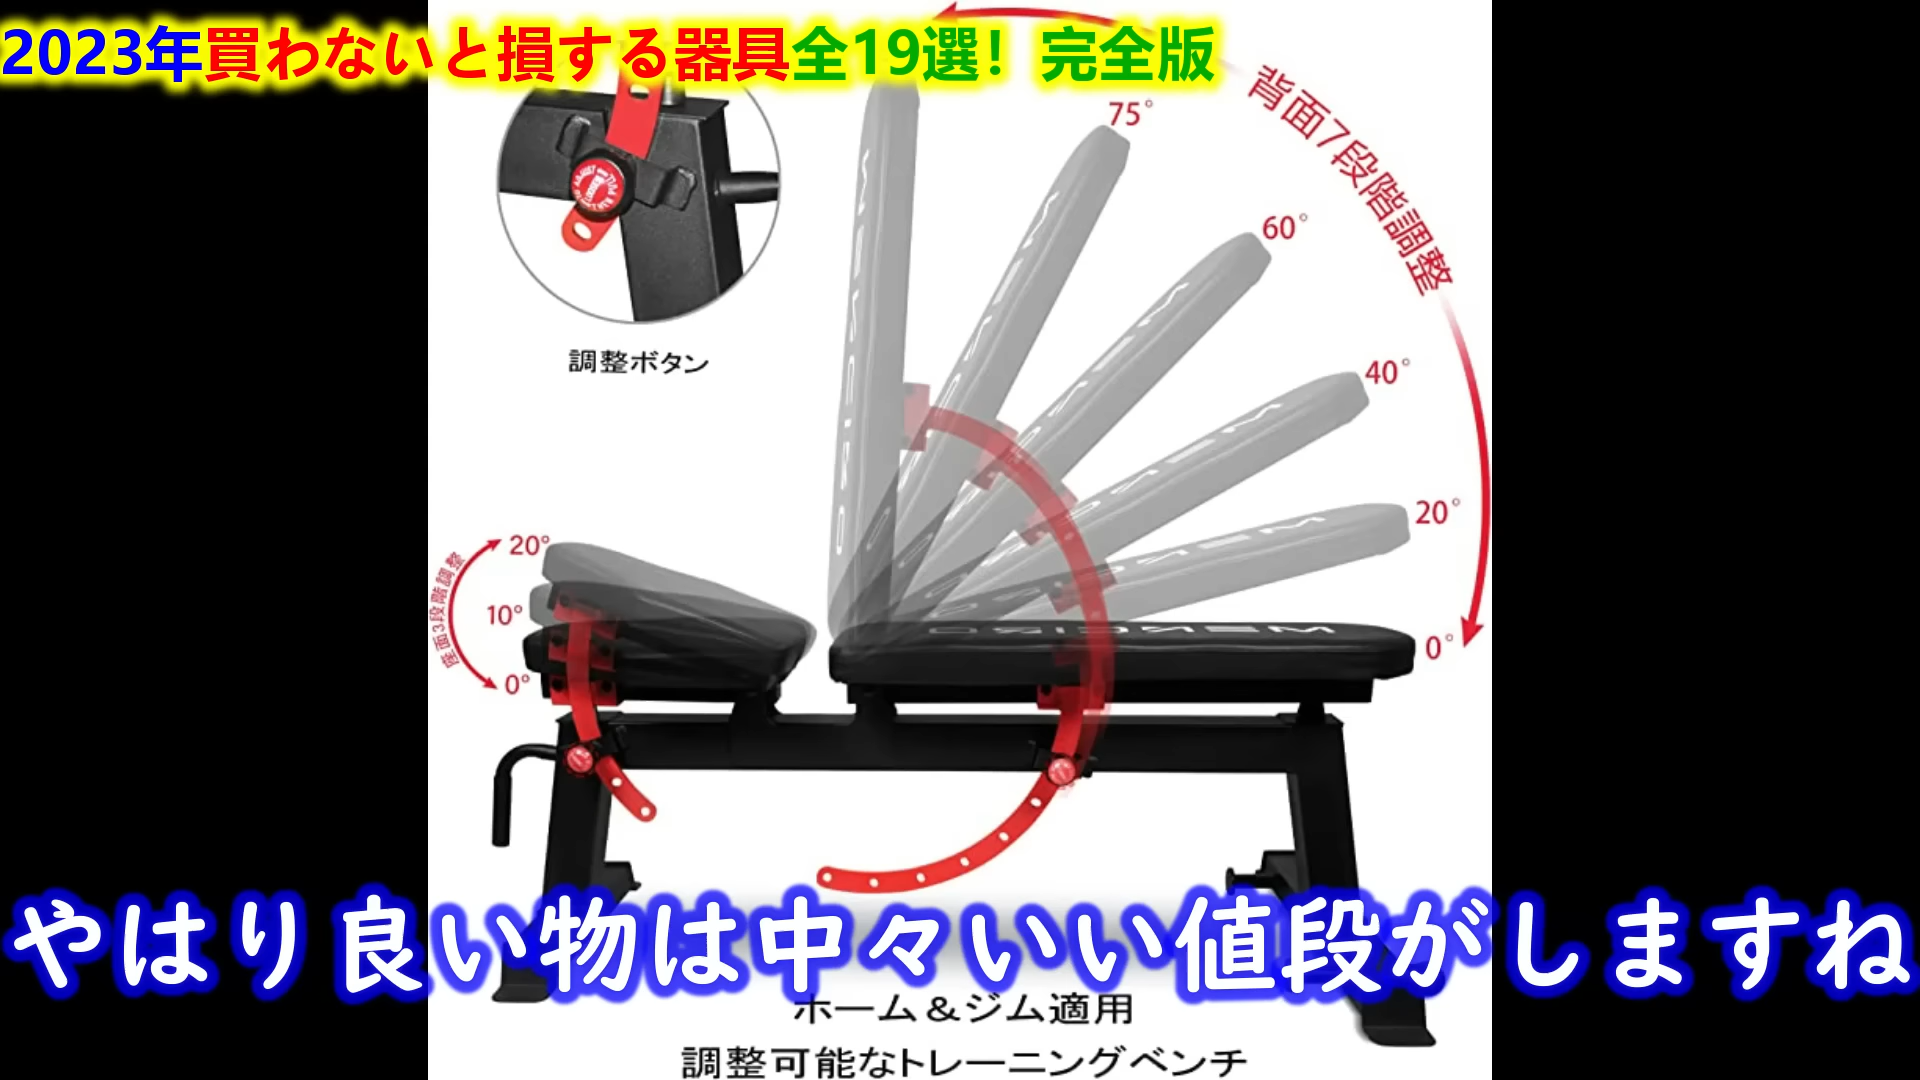 2023年買わないと損する器具全19選！完全版
背面7段階調整
75°
60°
40°
20°
0°
調整ボタン
座面3段階調整
20°
10°
0°
やはり良い物は中々いい値段がしますね
ホーム＆ジム適用
調整可能なトレーニングベンチ